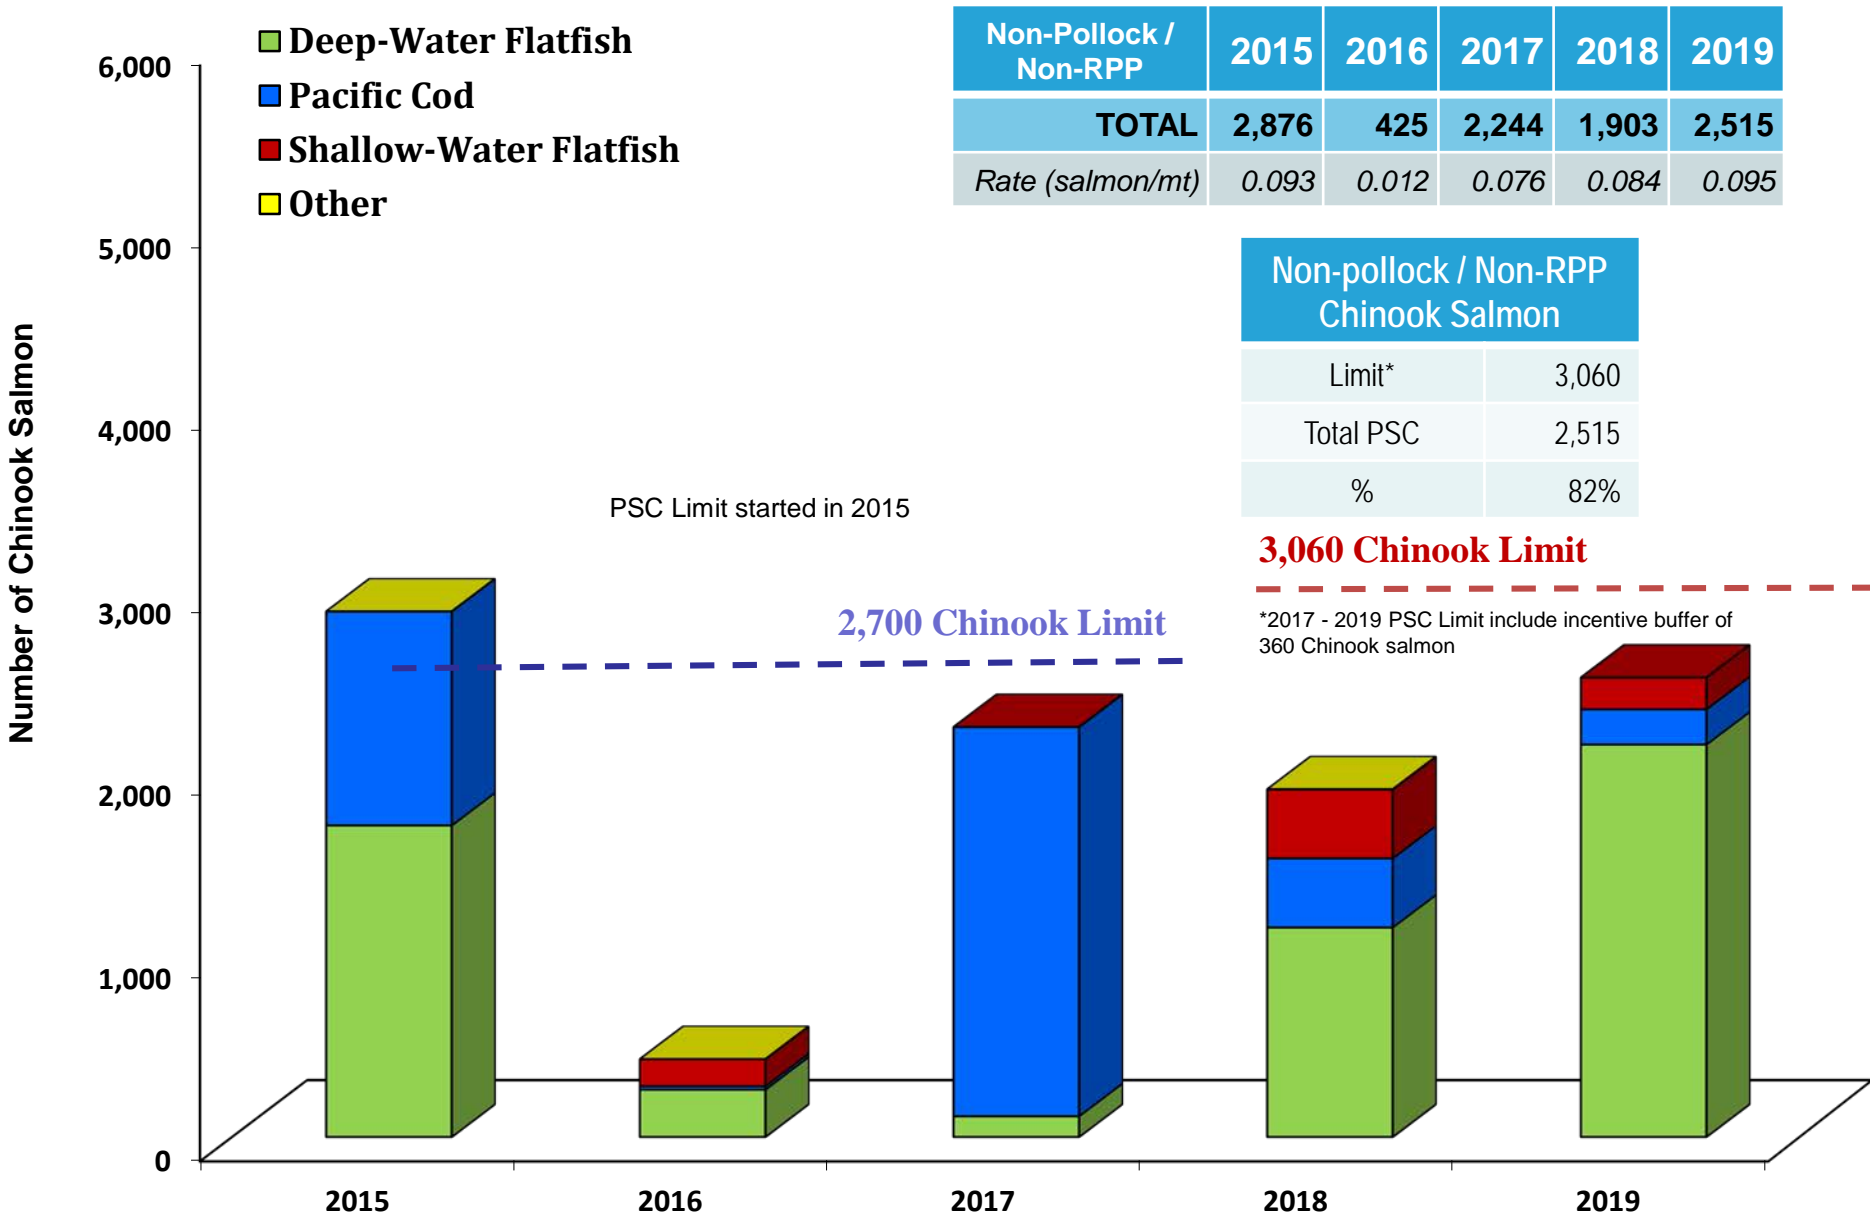 Deep-Water Flatfish
Pacific Cod
Shallow-Water Flatfish
Other
Non-Pollock /
Non-RPP
2015 2016 2017 2018 2019
TOTAL 2,876 425 2,244 1,903 2,515
Rate (salmon/mt) 0.093 0.012 0.076 0.084 0.095
Non-pollock / Non-RPP
Chinook Salmon
Limit* 3,060
Total PSC 2,515
% 82%
Number of Chinook Salmon
6,000
5,000
4,000
3,000
2,000
1,000
0
PSC Limit started in 2015
2,700 Chinook Limit
3,060 Chinook Limit
*2017 - 2019 PSC Limit include incentive buffer of
360 Chinook salmon
2015 2016 2017 2018 2019